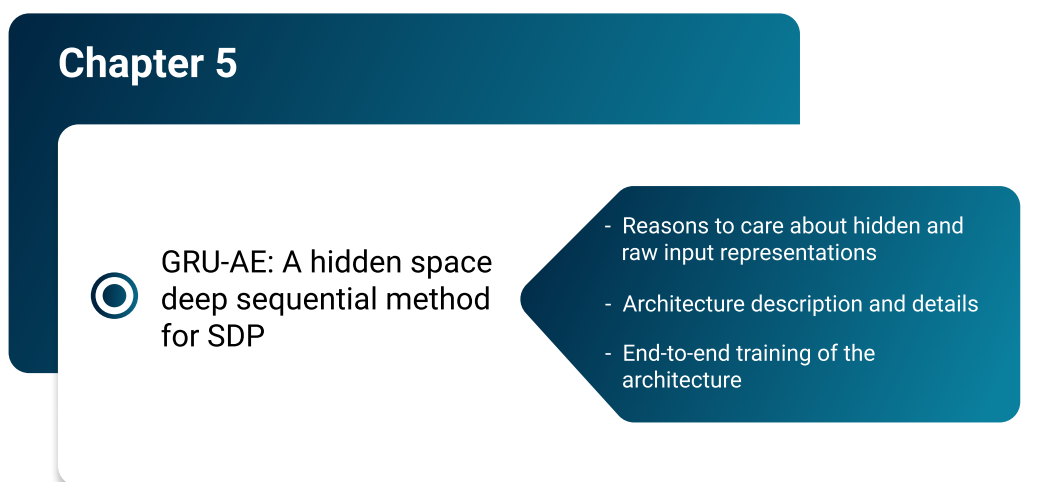 Chapter 5
GRU-AE: A hidden space
deep sequential method
for SDP
- Reasons to care about hidden and
raw input representations
- Architecture description and details
- End-to-end training of the
architecture